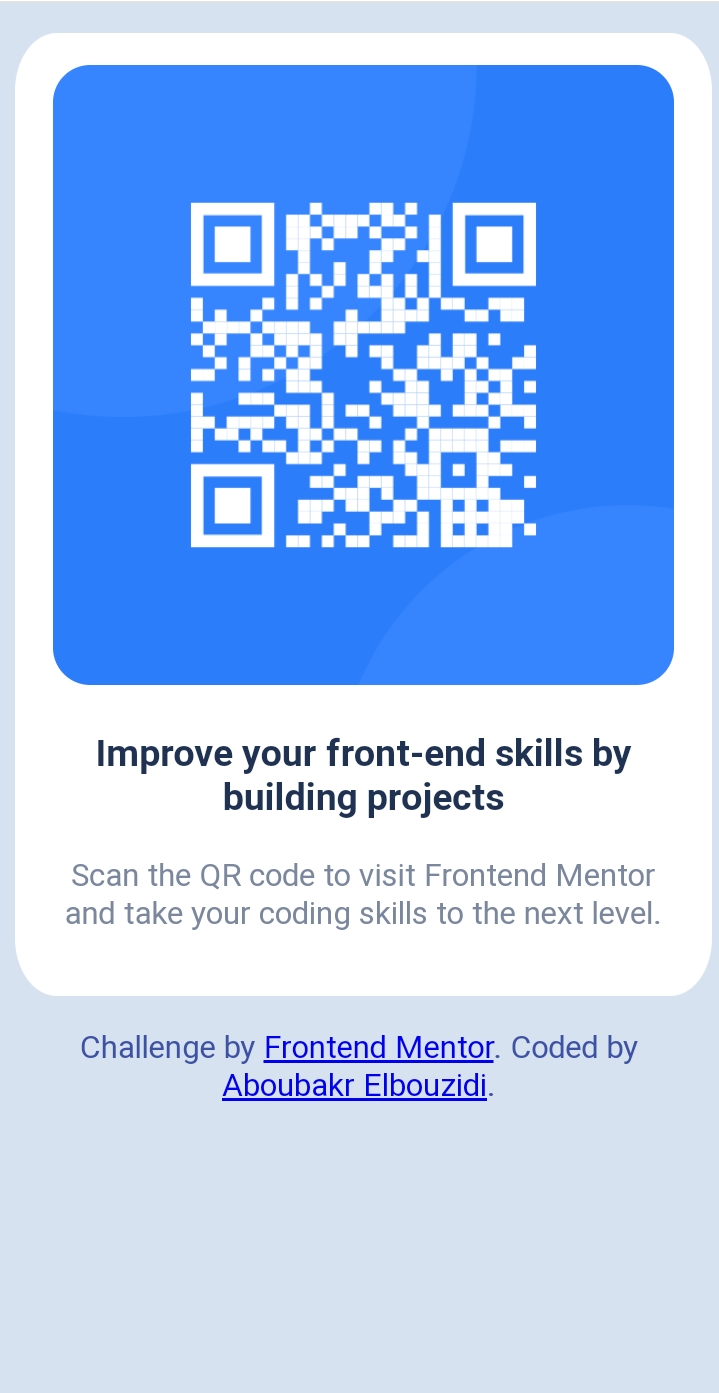 Improve your front-end skills by
building projects
Scan the QR code to visit Frontend Mentor
and take your coding skills to the next level.
Challenge by Frontend Mentor. Coded by
Aboubakr Elbouzidi.